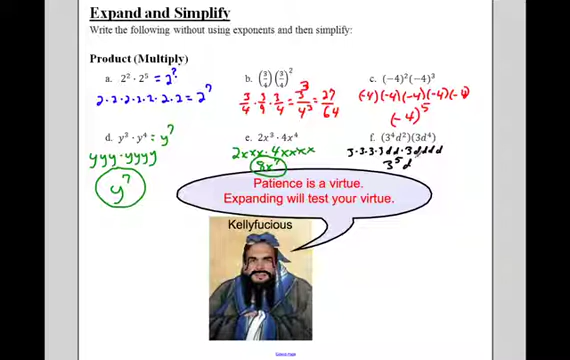 Expand and Simplify
Write the following without using exponents and then simplify:
Product (Multiply)
a. 2² · 2⁵ = 2⁷
2·2·2·2·2·2·2 = 2⁷
b. (3/4)(3/4)²
3/4 · 3/4 · 3/4 = 3³/4³ = 27/64
c. (−4)²(−4)³
(-4)(-4)(-4)(-4)(-4)
(-4)⁵
d. y³ · y⁴ = y⁷
yyy·yyyy
y⁷
e. 2x³ · 4x⁴
2xxx·4xxxx
8x⁷
f. (3⁴d²)(3d⁴)
3·3·3·3dd·3dddd
3⁵d
Patience is a virtue.
Expanding will test your virtue.
Kellyfucious